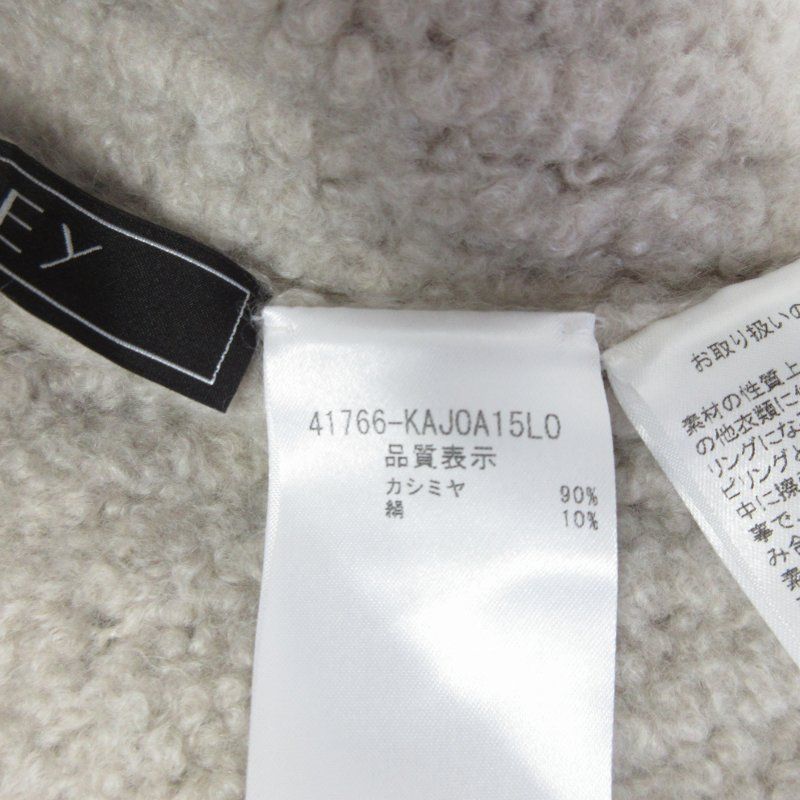 EY
41766-KAJOA15LO
品質表示
カシミヤ 90%
絹 10%
お取り扱いの
素材の性質上
の他衣類に
リングにな
ピリングと
中に擦
事で、
み合
素